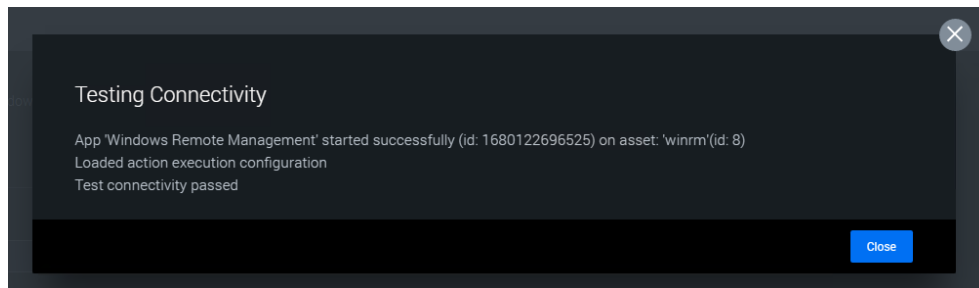 Testing Connectivity
App 'Windows Remote Management' started successfully (id: 1680122696525) on asset: 'winrm'(id: 8)
Loaded action execution configuration
Test connectivity passed
Close